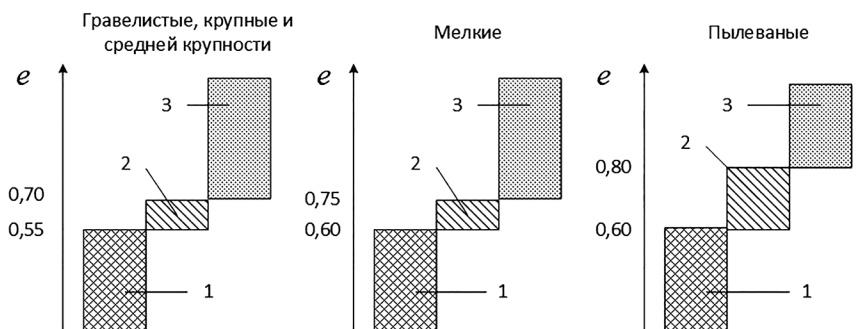 Гравелистые, крупные и
средней крупности
e
3
2
0,70
0,55
1
Мелкие
e
3
2
0,75
0,60
1
Пылеваные
3
2
0,80
0,60
1
e